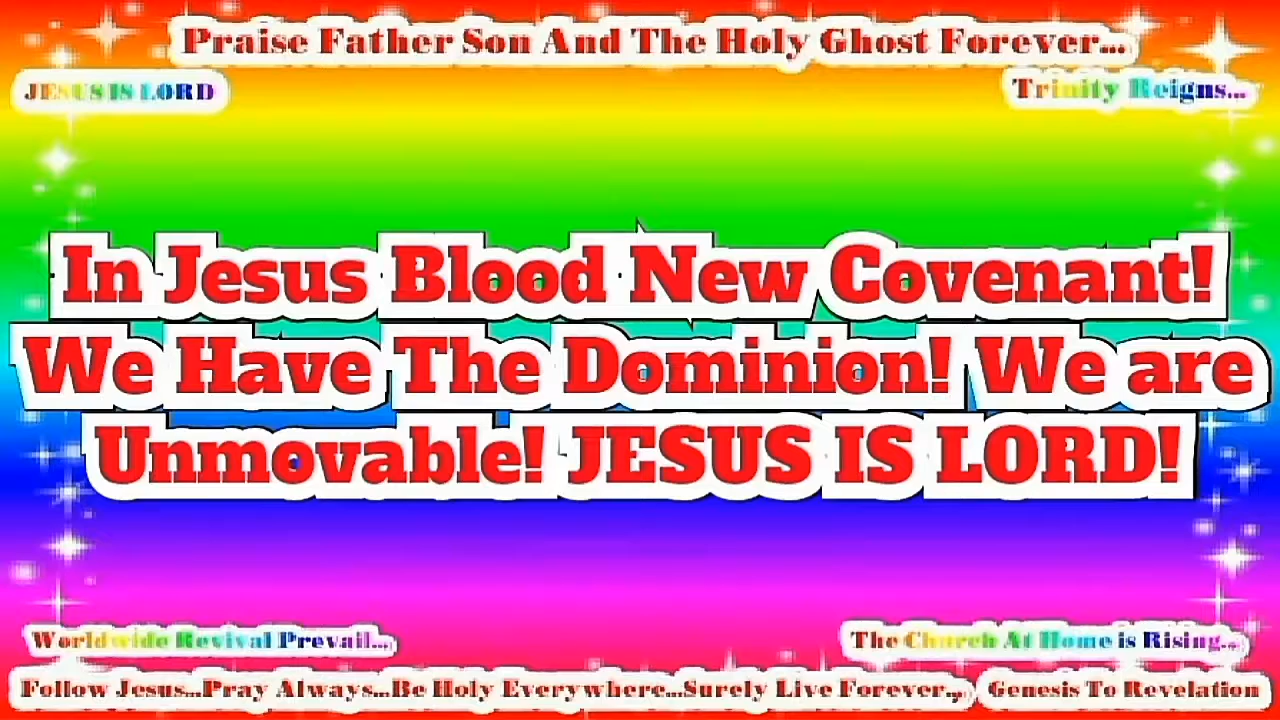 Praise Father Son And The Holy Ghost Forever...
JESUS IS LORD
Trinity Reigns...
In Jesus Blood New Covenant!
We Have The Dominion! We are
Unmovable! JESUS IS LORD!
Worldwide Revival Prevail...
The Church At Home is Rising...
Follow Jesus...Pray Always...Be Holy Everywhere...Surely Live Forever...,
Genesis To Revelation